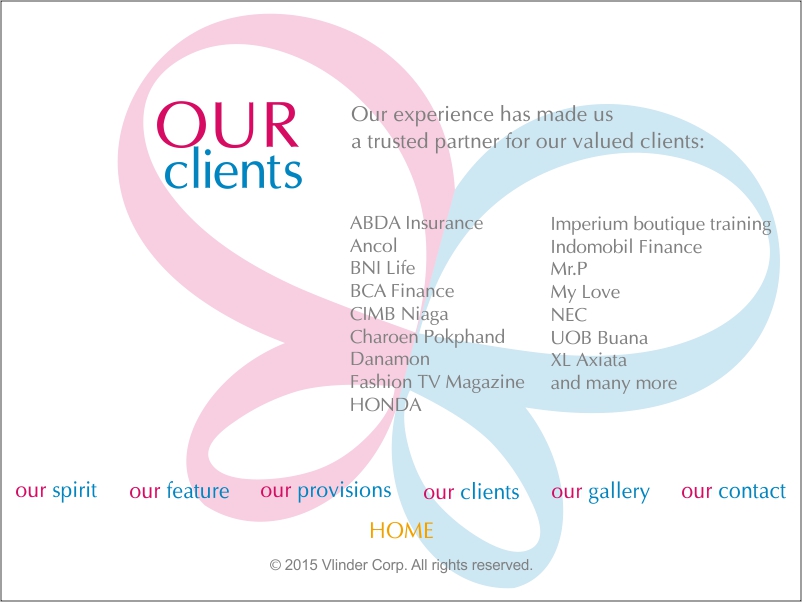 OUR
clients
Our experience has made us
a trusted partner for our valued clients:
ABDA Insurance
Ancol
BNI Life
BCA Finance
CIMB Niaga
Charoen Pokphand
Danamon
Fashion TV Magazine
HONDA
Imperium boutique training
Indomobil Finance
Mr.P
My Love
NEC
UOB Buana
XL Axiata
and many more
our spirit
our feature
our provisions
our clients
our gallery
our contact
HOME
© 2015 Vlinder Corp. All rights reserved.